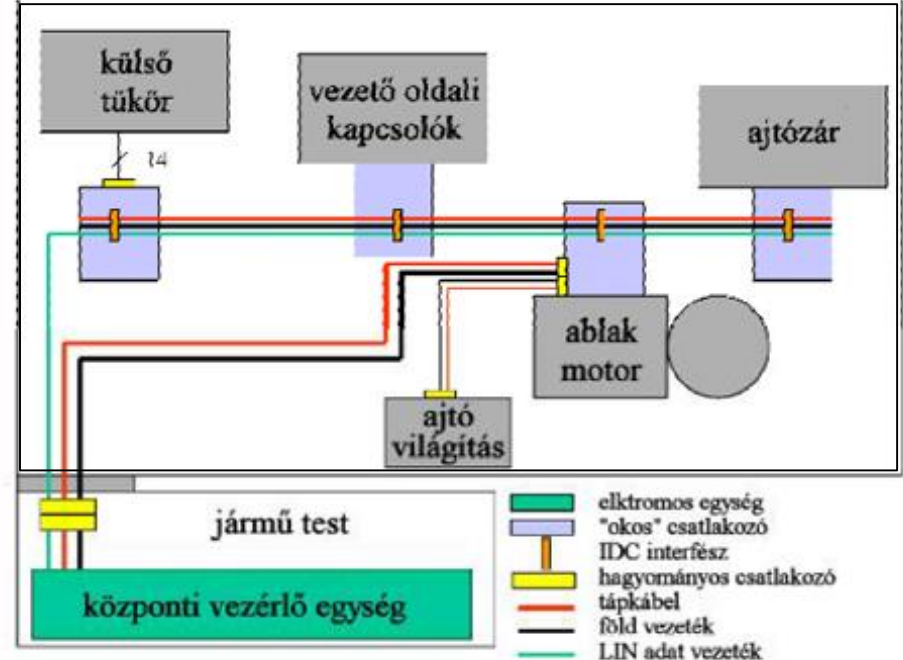 külső
tükör
14
vezető oldali
kapcsolók
ajtózár
ablak
motor
ajtó
világítás
jármű test
központi vezérlő egység
elktromos egység
"okos" csatlakozó
IDC interfész
hagyományos csatlakozó
tápkábel
föld vezeték
LIN adat vezeték